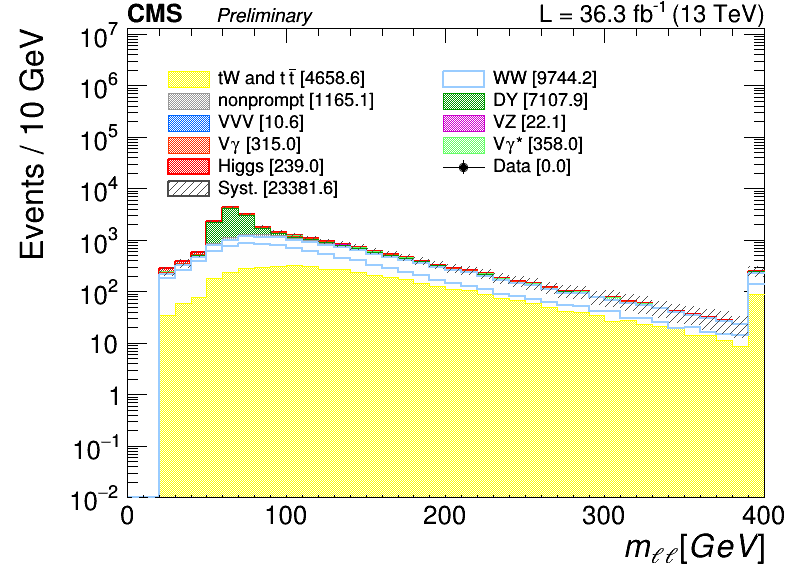 CMS Preliminary L = 36.3 fb⁻¹ (13 TeV)
Events / 10 GeV
10⁷
10⁶
10⁵
10⁴
10³
10²
10
1
10⁻¹
10⁻²
tW and tt̄ [4658.6] WW [9744.2]
nonprompt [1165.1] DY [7107.9]
VVV [10.6] VZ [22.1]
Vγ [315.0] Vγ* [358.0]
Higgs [239.0] Data [0.0]
Syst. [23381.6]
0 100 200 300 400
m_ℓℓ[GeV]